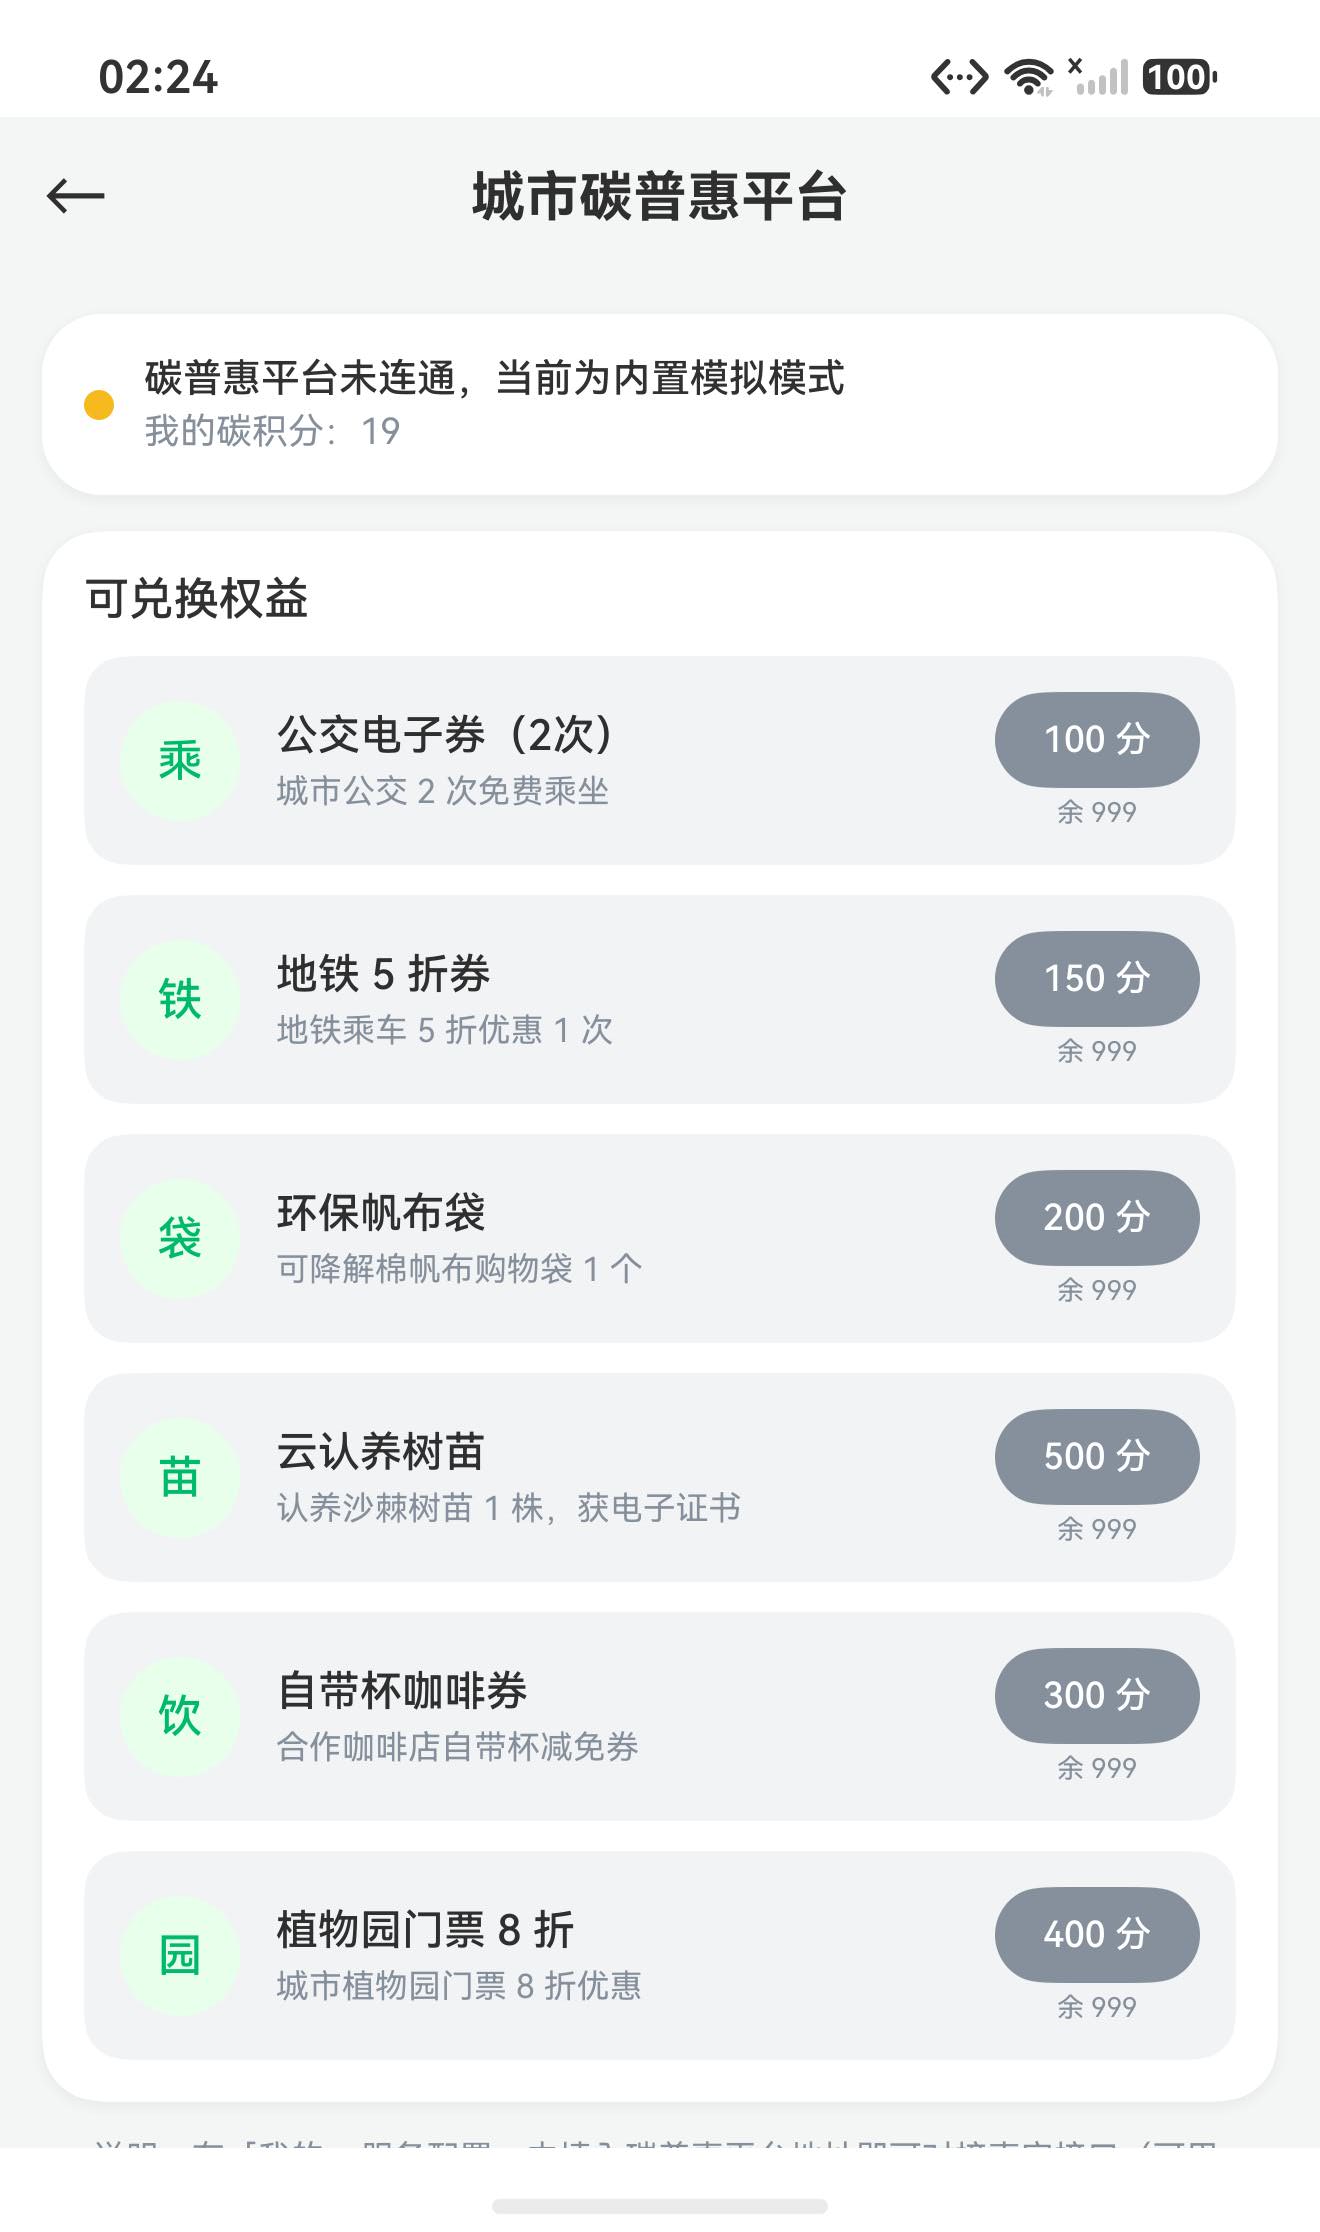 02:24
100
城市碳普惠平台
碳普惠平台未连通，当前为内置模拟模式
我的碳积分：19
可兑换权益
乘
公交电子券（2次）
城市公交 2 次免费乘坐
100 分
余 999
铁
地铁 5 折券
地铁乘车 5 折优惠 1 次
150 分
余 999
袋
环保帆布袋
可降解棉帆布购物袋 1 个
200 分
余 999
苗
云认养树苗
认养沙棘树苗 1 株，获电子证书
500 分
余 999
饮
自带杯咖啡券
合作咖啡店自带杯减免券
300 分
余 999
园
植物园门票 8 折
城市植物园门票 8 折优惠
400 分
余 999